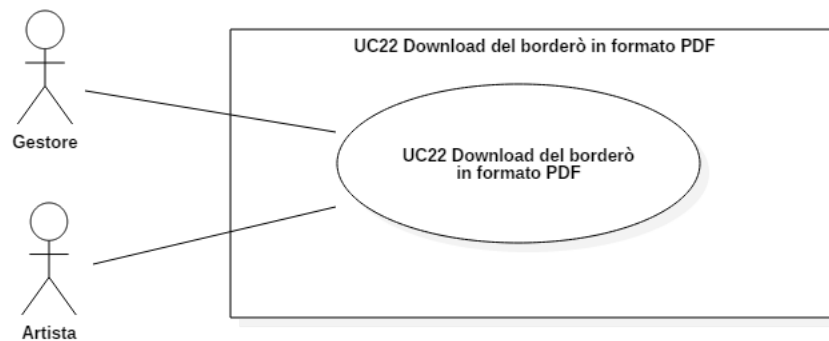 UC22 Download del borderò in formato PDF
Gestore
UC22 Download del borderò
in formato PDF
Artista